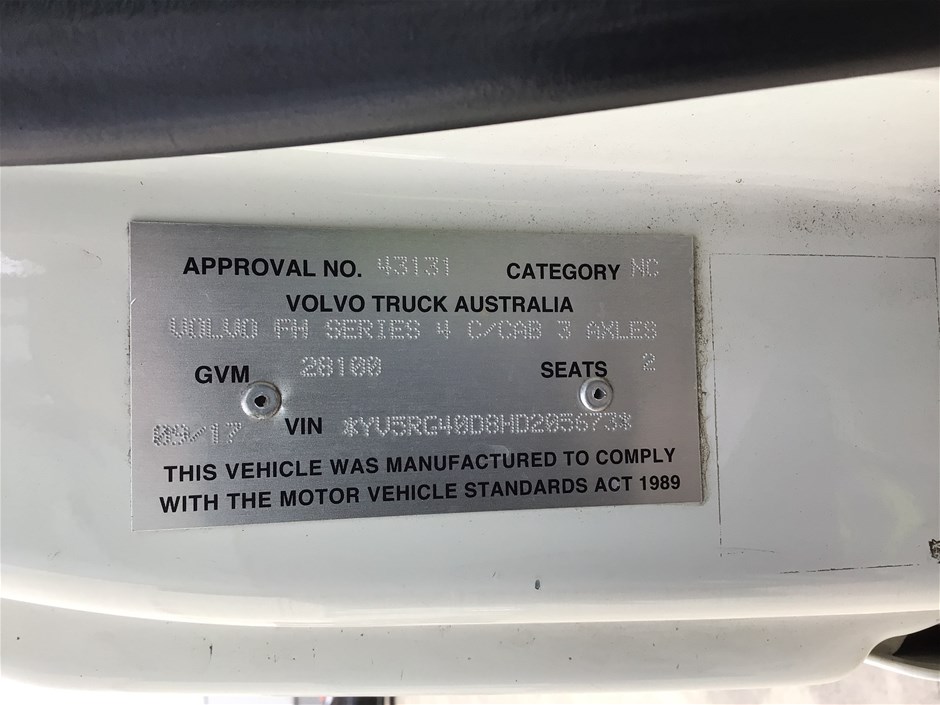 APPROVAL NO. 43131 CATEGORY NC
VOLVO TRUCK AUSTRALIA
VOLVO FH SERIES 4 C/CAB 3 AXLES
GVM 28100 SEATS 2
09/17 VIN *YV5RG40D8HD205673*
THIS VEHICLE WAS MANUFACTURED TO COMPLY
WITH THE MOTOR VEHICLE STANDARDS ACT 1989